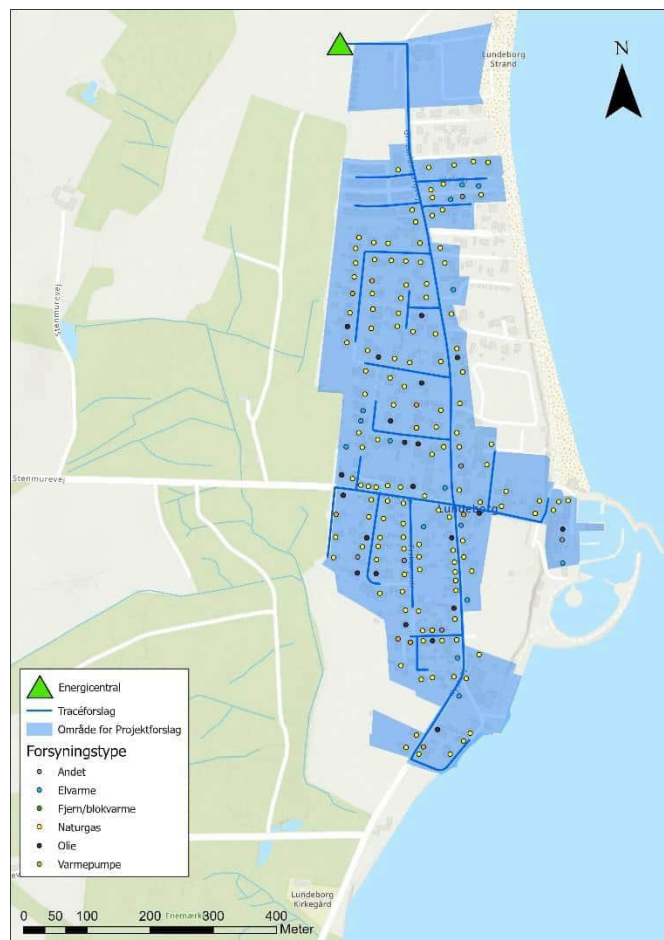 Lundeborg
Strand
N
Stenmurevej
Stenmurevej
Lundeborg
Energicentral
Tracéforslag
Område for Projektforslag
Forsyningstype
Andet
Elvarme
Fjern/blokvarme
Naturgas
Olie
Varmepumpe
Lundeborg
Kirkegård
0 50 100 200 300 400
Meter